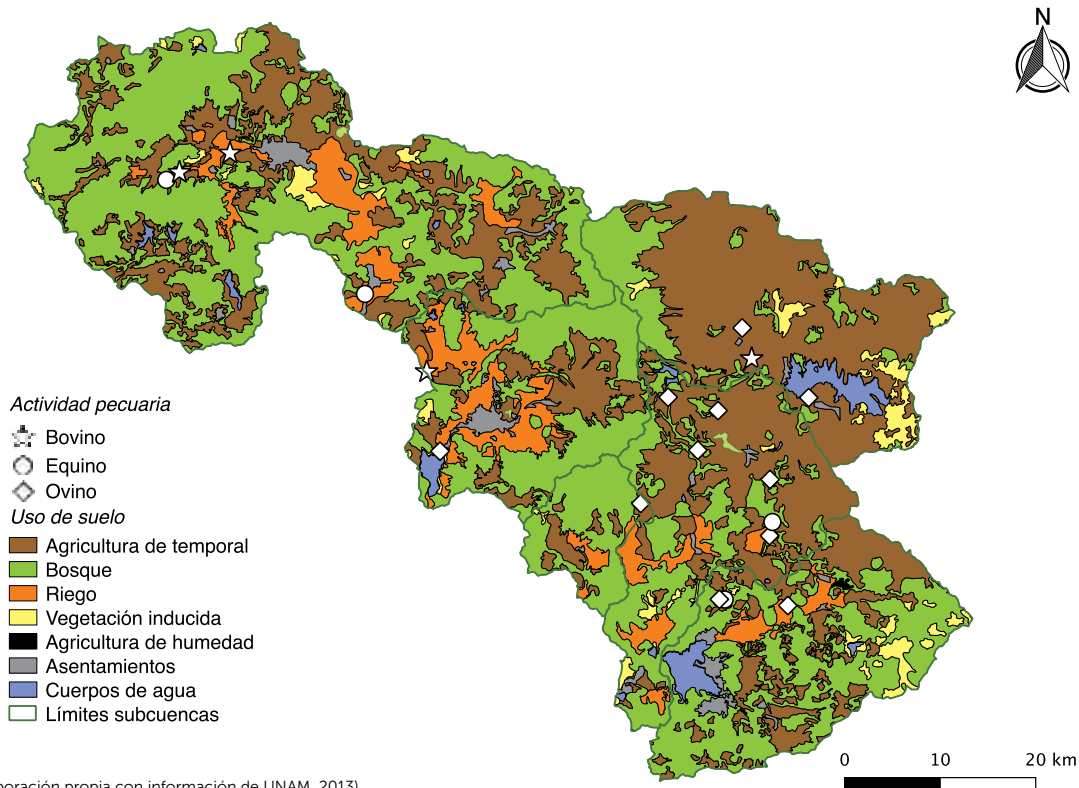 N
Actividad pecuaria
Bovino
Equino
Ovino
Uso de suelo
Agricultura de temporal
Bosque
Riego
Vegetación inducida
Agricultura de humedad
Asentamientos
Cuerpos de agua
Límites subcuencas
0 10 20 km
propia con información de UNAM, 2013)